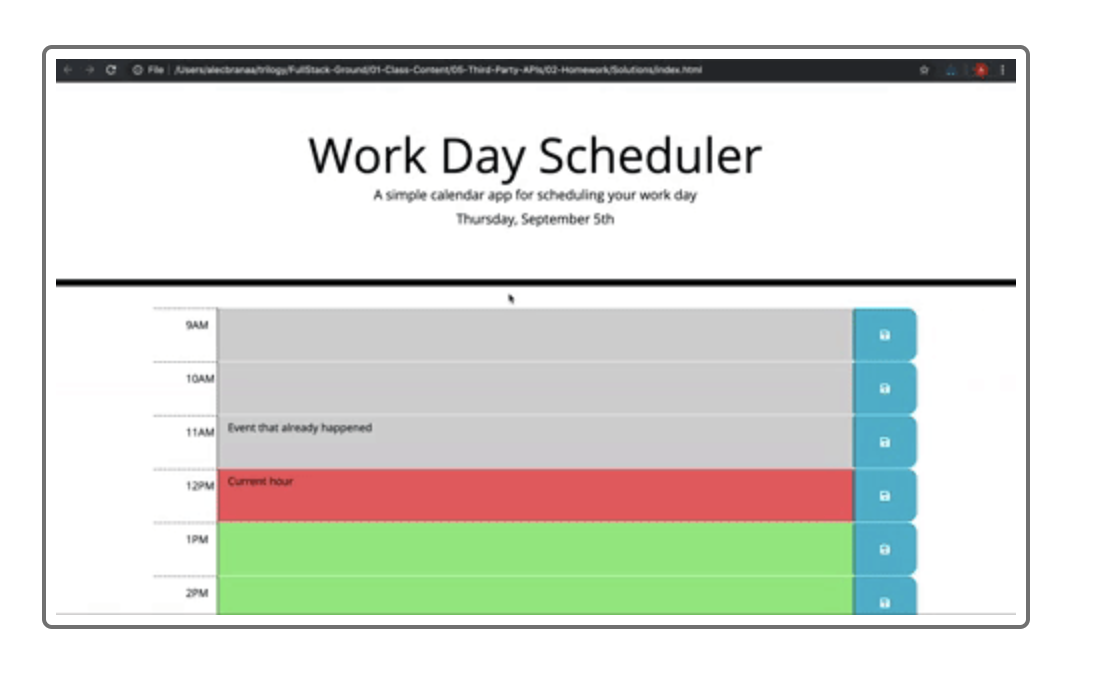 File /Users/alecbranaa/trilogy/FullStack-Ground/01-Class-Content/05-Third-Party-APIs/02-Homework/Solutions/index.html
Work Day Scheduler
A simple calendar app for scheduling your work day
Thursday, September 5th
9AM
10AM
11AM Event that already happened
12PM Current hour
1PM
2PM